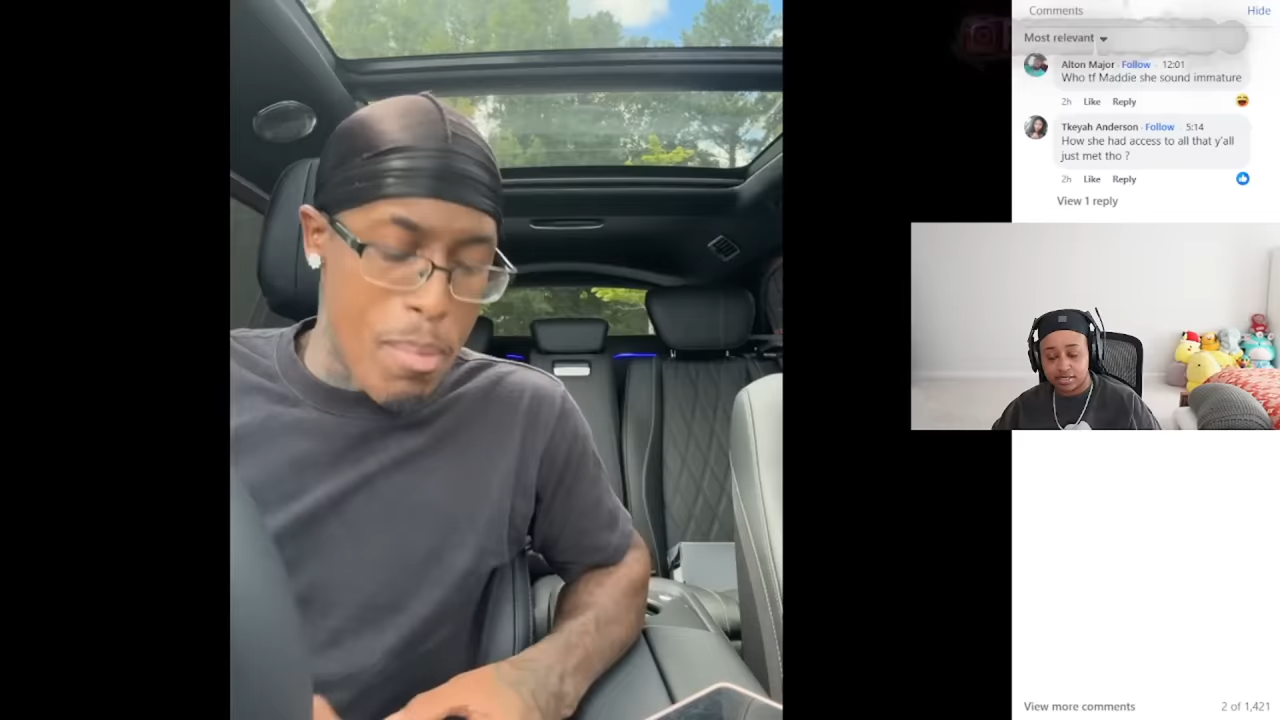 Comments
Hide
Most relevant
Alton Major · Follow · 12:01
Who tf Maddie she sound immature
2h Like Reply
Tkeyah Anderson · Follow · 5:14
How she had access to all that y'all
just met tho ?
2h Like Reply
View 1 reply
View more comments
2 of 1,421